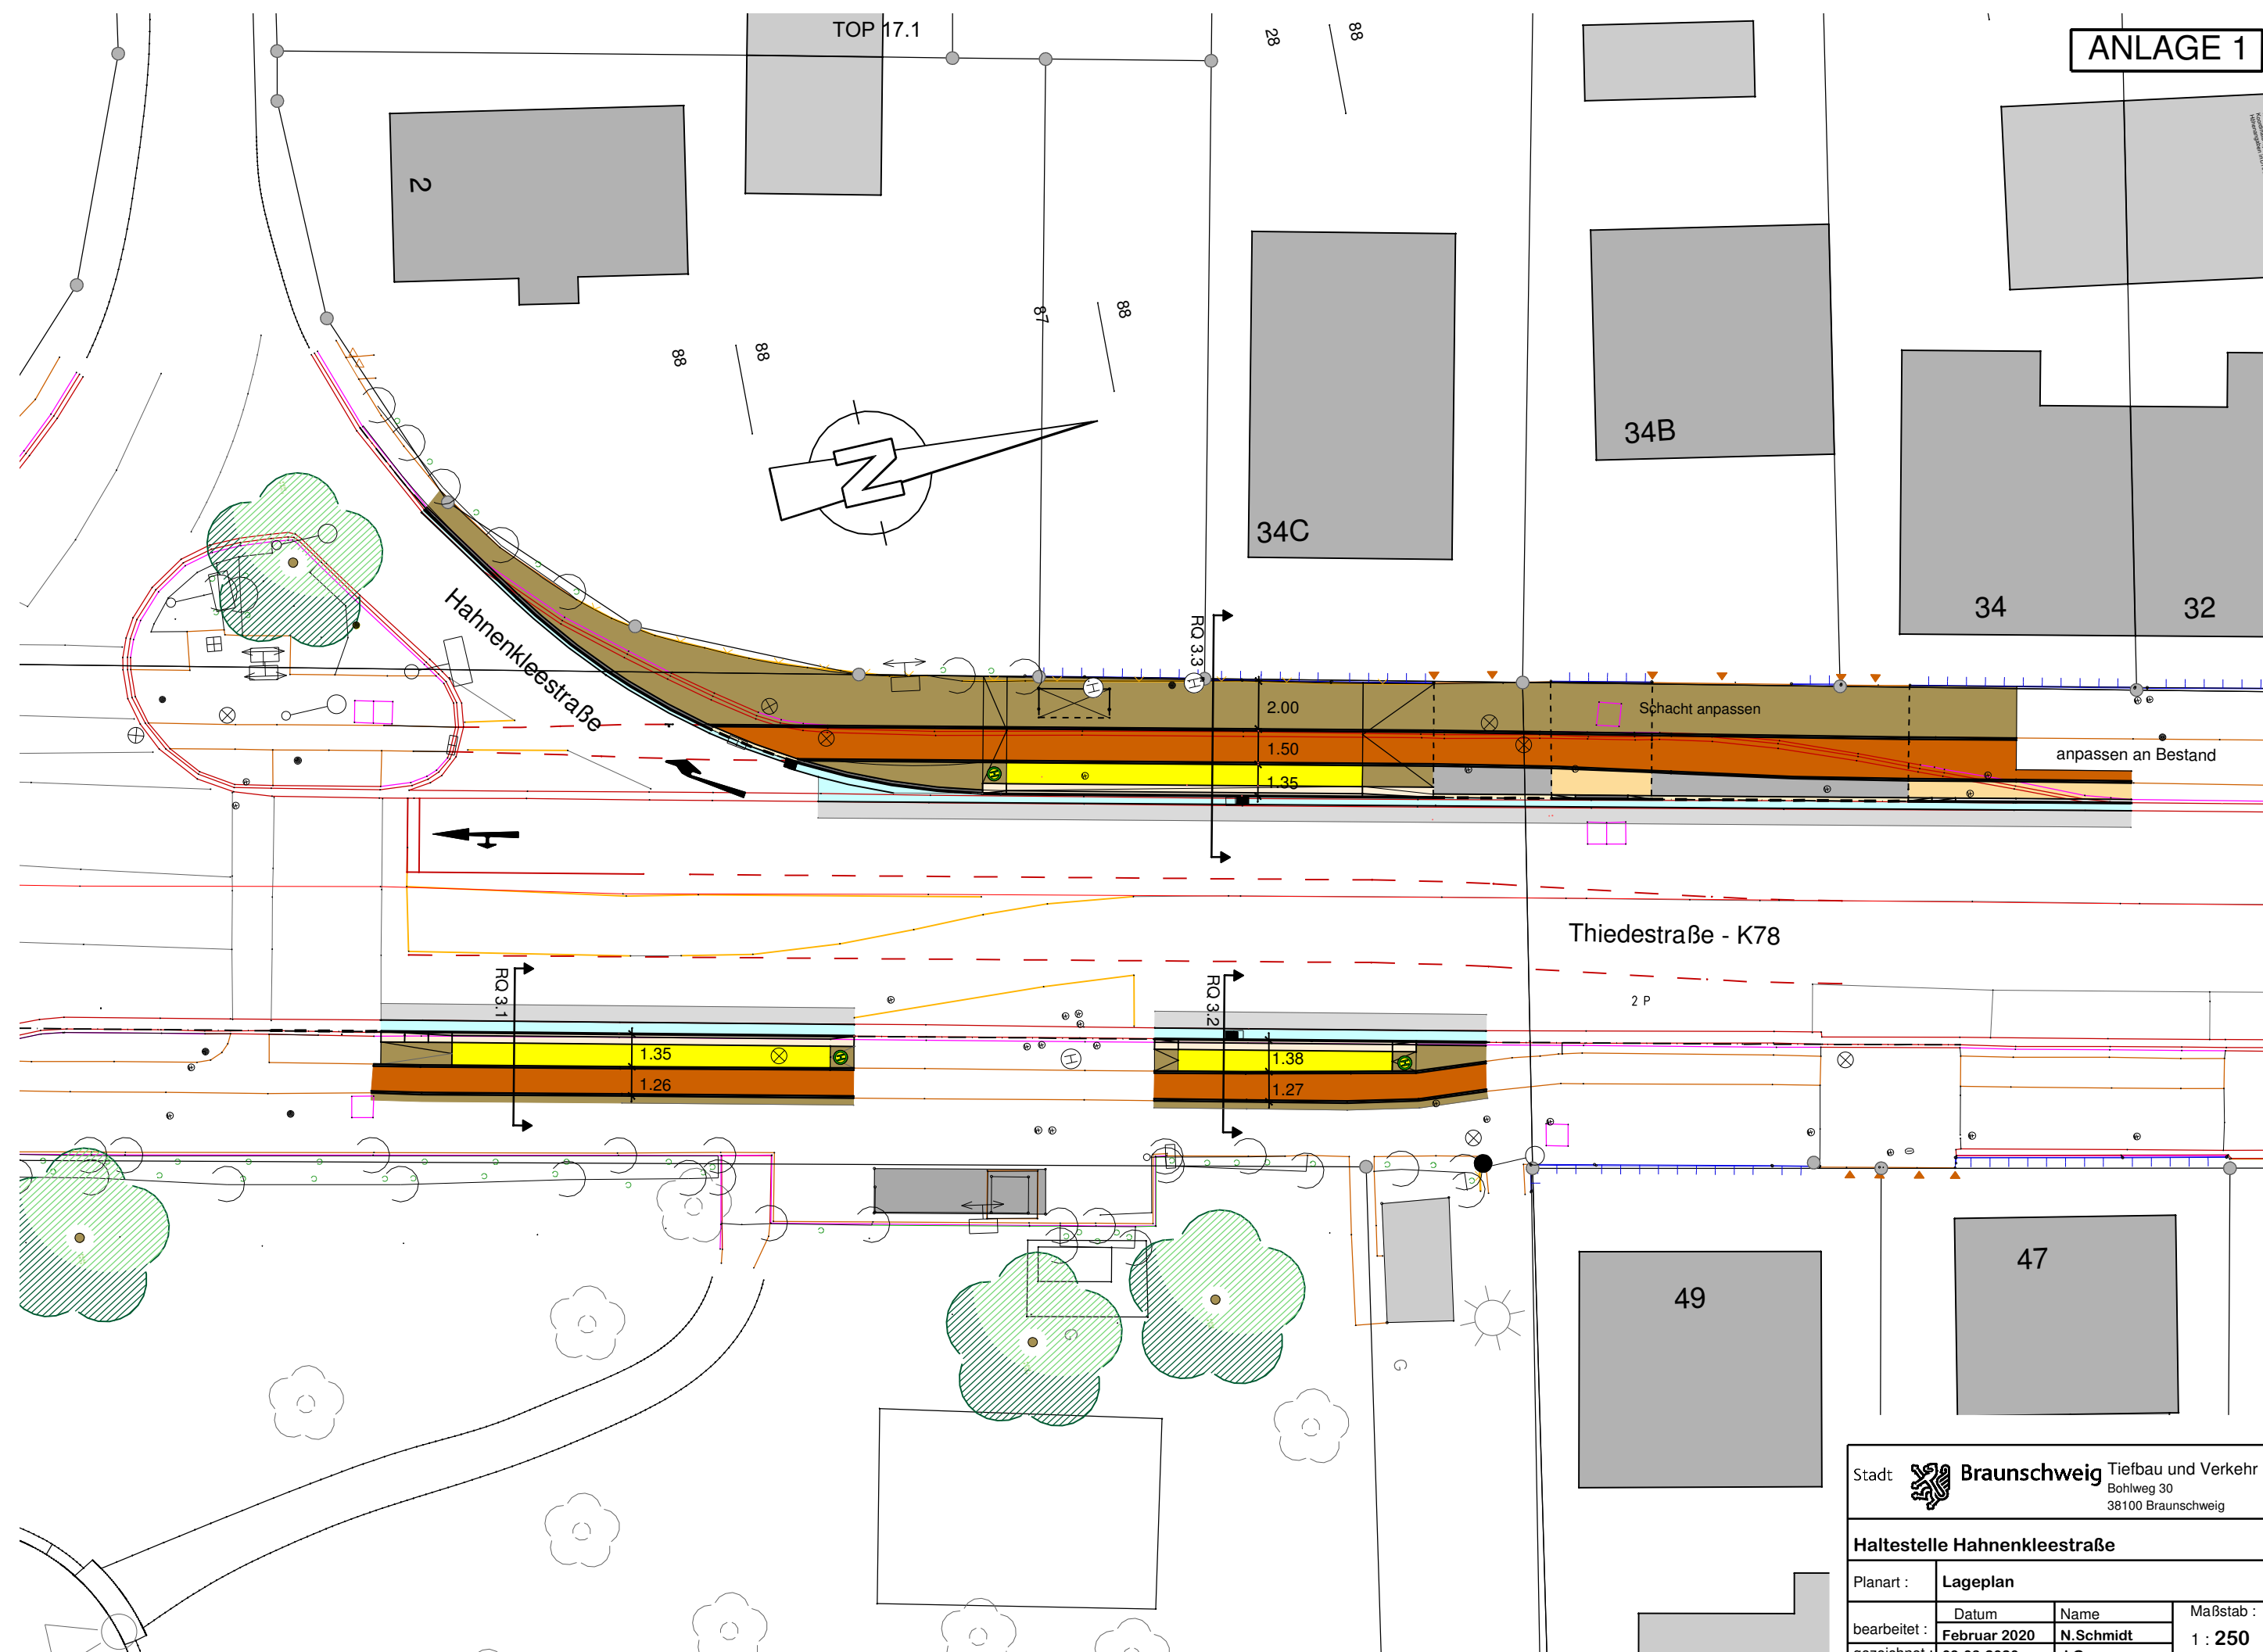 TOP 17.1
ANLAGE 1
28
88
2
87
88
88
88
N
34B
34C
34
32
Hahnenkleestraße
RQ 3.3
H
H
2.00
1.50
1.35
Schacht anpassen
anpassen an Bestand
H
Thiedestraße - K78
2 P
RQ 3.1
RQ 3.2
1.35
1.26
H
H
1.38
1.27
H
G
G
49
47
Stadt Braunschweig Tiefbau und Verkehr
Bohlweg 30
38100 Braunschweig
Haltestelle Hahnenkleestraße
Planart : Lageplan
Datum Name Maßstab :
bearbeitet : Februar 2020 N.Schmidt 1 : 250